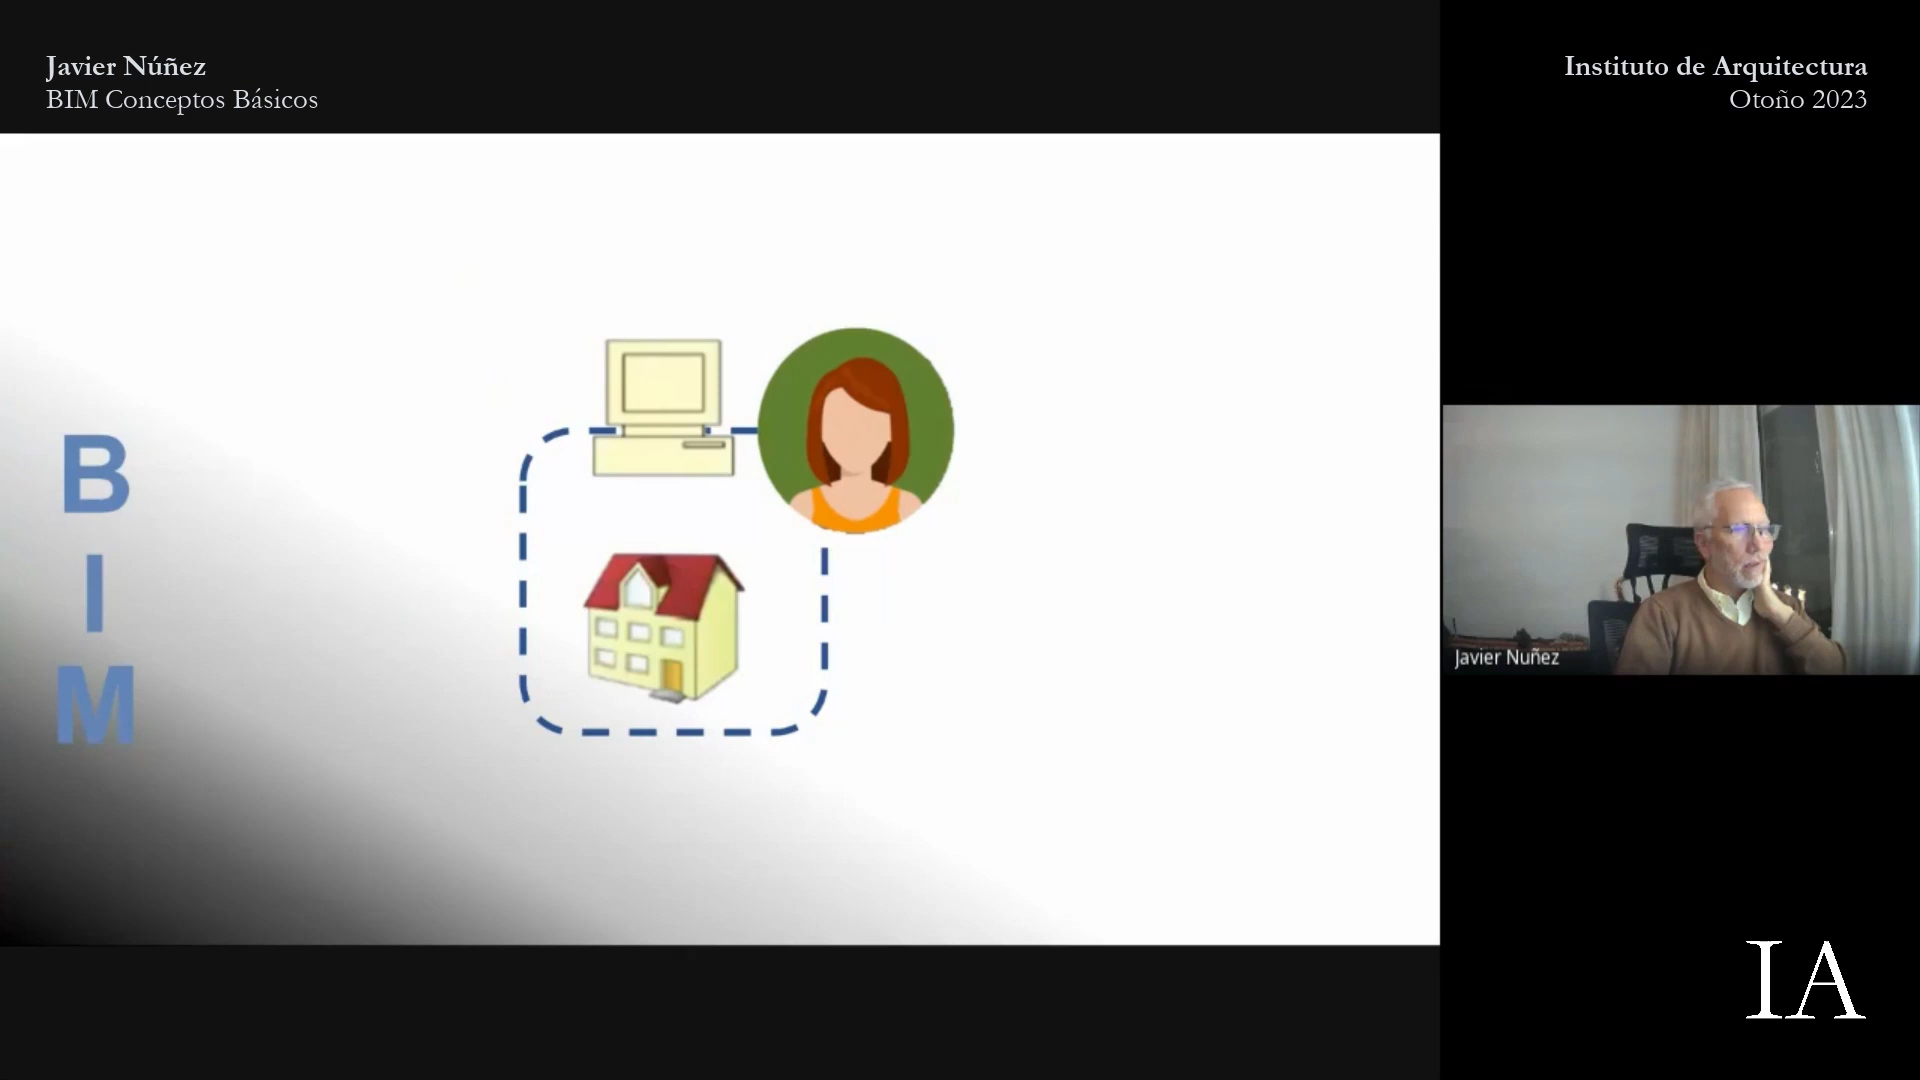 Javier Núñez
BIM Conceptos Básicos
Instituto de Arquitectura
Otoño 2023
B
I
M
Javier Nuñez
IA